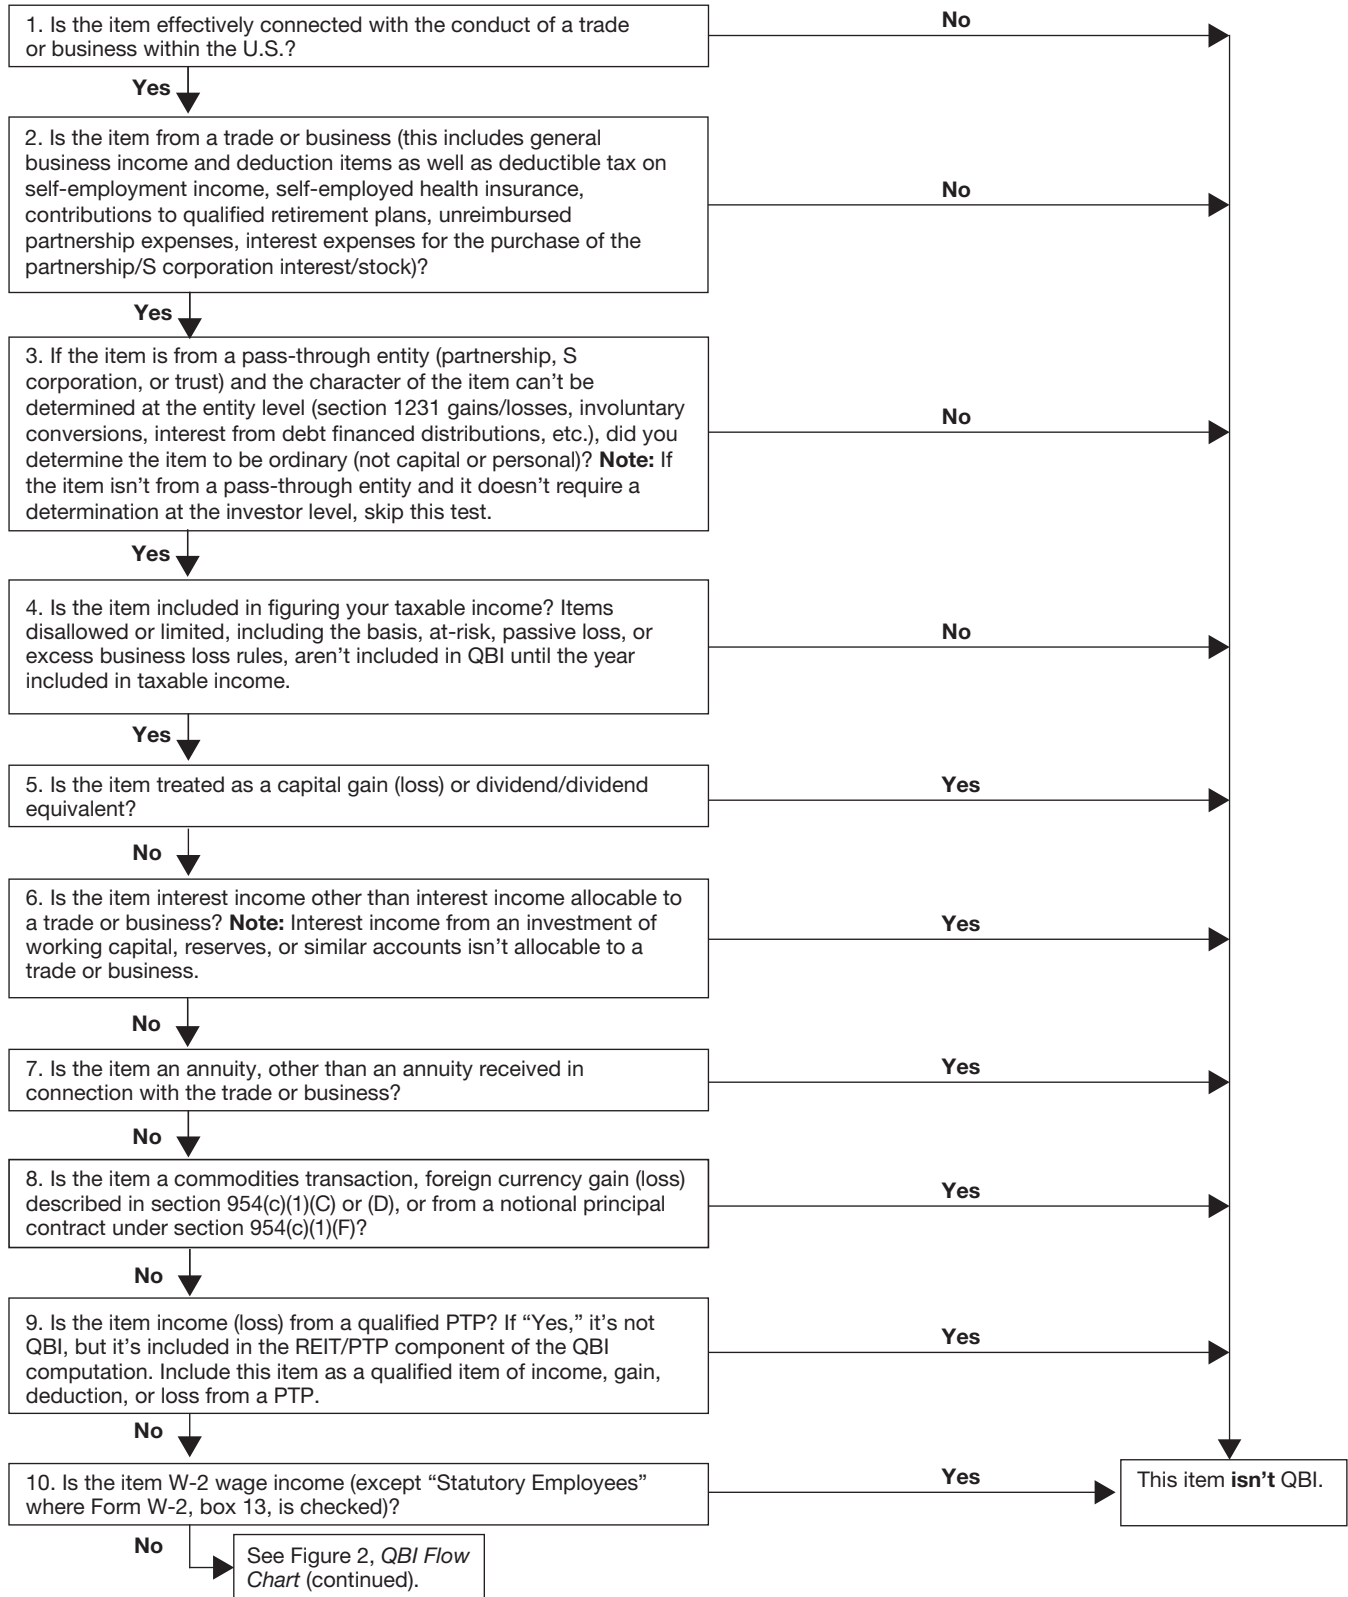 1. Is the item effectively connected with the conduct of a trade
or business within the U.S.?
No
Yes
2. Is the item from a trade or business (this includes general
business income and deduction items as well as deductible tax on
self-employment income, self-employed health insurance,
contributions to qualified retirement plans, unreimbursed
partnership expenses, interest expenses for the purchase of the
partnership/S corporation interest/stock)?
No
Yes
3. If the item is from a pass-through entity (partnership, S
corporation, or trust) and the character of the item can’t be
determined at the entity level (section 1231 gains/losses, involuntary
conversions, interest from debt financed distributions, etc.), did you
determine the item to be ordinary (not capital or personal)? Note: If
the item isn’t from a pass-through entity and it doesn’t require a
determination at the investor level, skip this test.
No
Yes
4. Is the item included in figuring your taxable income? Items
disallowed or limited, including the basis, at-risk, passive loss, or
excess business loss rules, aren’t included in QBI until the year
included in taxable income.
No
Yes
5. Is the item treated as a capital gain (loss) or dividend/dividend
equivalent?
Yes
No
6. Is the item interest income other than interest income allocable to
a trade or business? Note: Interest income from an investment of
working capital, reserves, or similar accounts isn’t allocable to a
trade or business.
Yes
No
7. Is the item an annuity, other than an annuity received in
connection with the trade or business?
Yes
No
8. Is the item a commodities transaction, foreign currency gain (loss)
described in section 954(c)(1)(C) or (D), or from a notional principal
contract under section 954(c)(1)(F)?
Yes
No
9. Is the item income (loss) from a qualified PTP? If “Yes,” it’s not
QBI, but it’s included in the REIT/PTP component of the QBI
computation. Include this item as a qualified item of income, gain,
deduction, or loss from a PTP.
Yes
No
10. Is the item W-2 wage income (except “Statutory Employees”
where Form W-2, box 13, is checked)?
Yes
This item isn’t QBI.
No
See Figure 2, QBI Flow
Chart (continued).